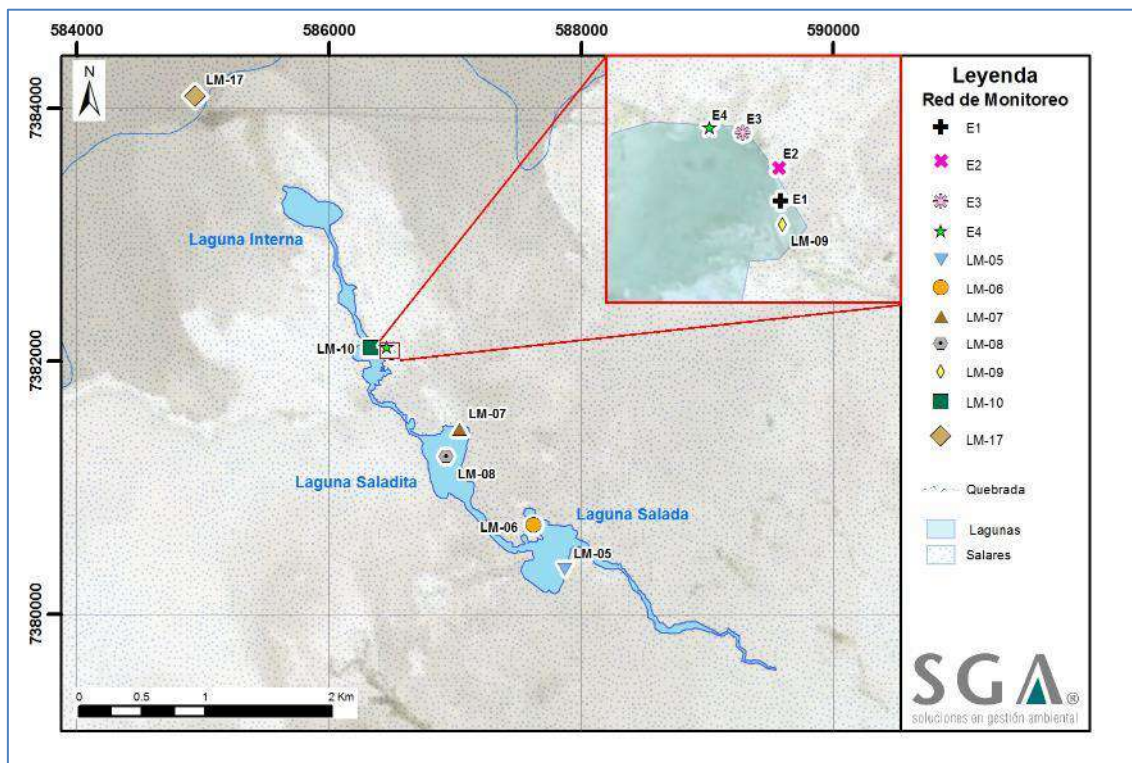 584000
586000
588000
590000
7384000
7382000
7380000
N
LM-17
Laguna Interna
LM-10
LM-07
LM-08
Laguna Saladita
LM-06
Laguna Salada
LM-05
E4
E3
E2
E1
LM-09
0 0.5 1 2 Km
Leyenda
Red de Monitoreo
E1
E2
E3
E4
LM-05
LM-06
LM-07
LM-08
LM-09
LM-10
LM-17
Quebrada
Lagunas
Salares
SGA®
soluciones en gestión ambiental